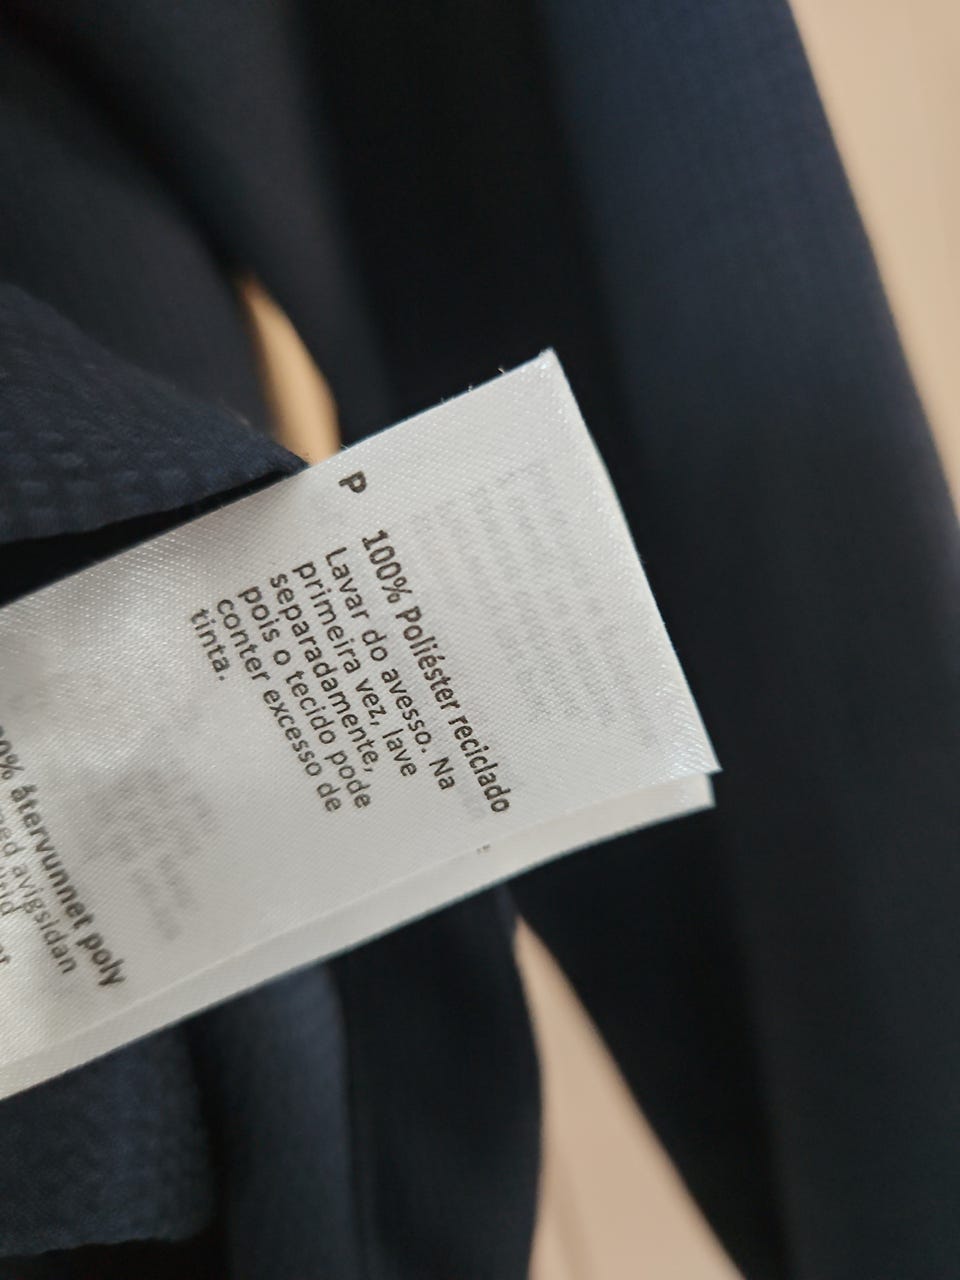 P
100% Poliéster reciclado
Lavar do avesso. Na
primeira vez, lave
separadamente,
pois o tecido pode
conter excesso de
tinta.
återvunnet poly
avigsidan